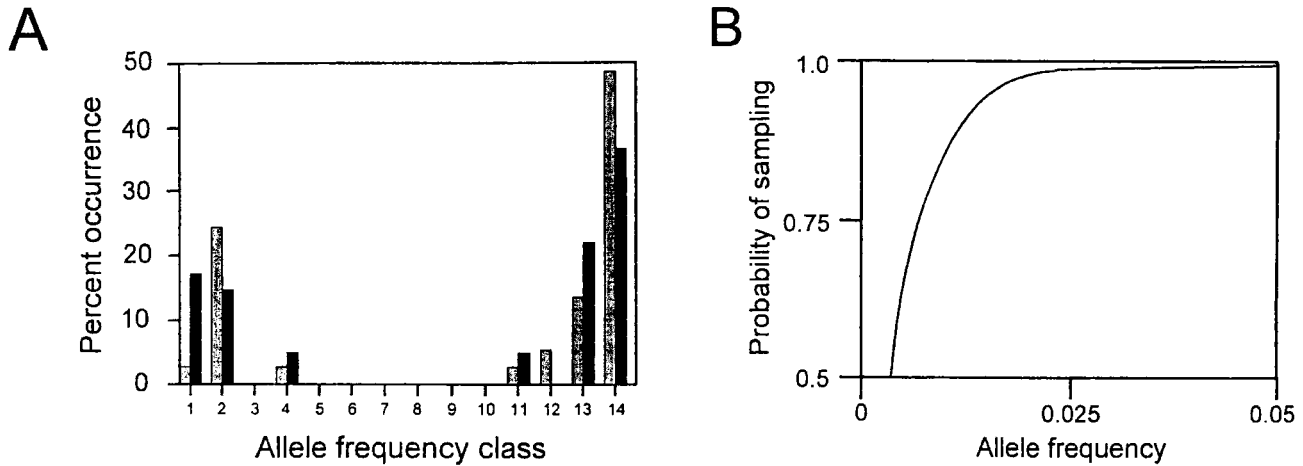 A
50
40
30
20
10
0
Percent occurrence
1 2 3 4 5 6 7 8 9 10 11 12 13 14
Allele frequency class
B
1.0
0.75
0.5
Probability of sampling
0 0.025 0.05
Allele frequency